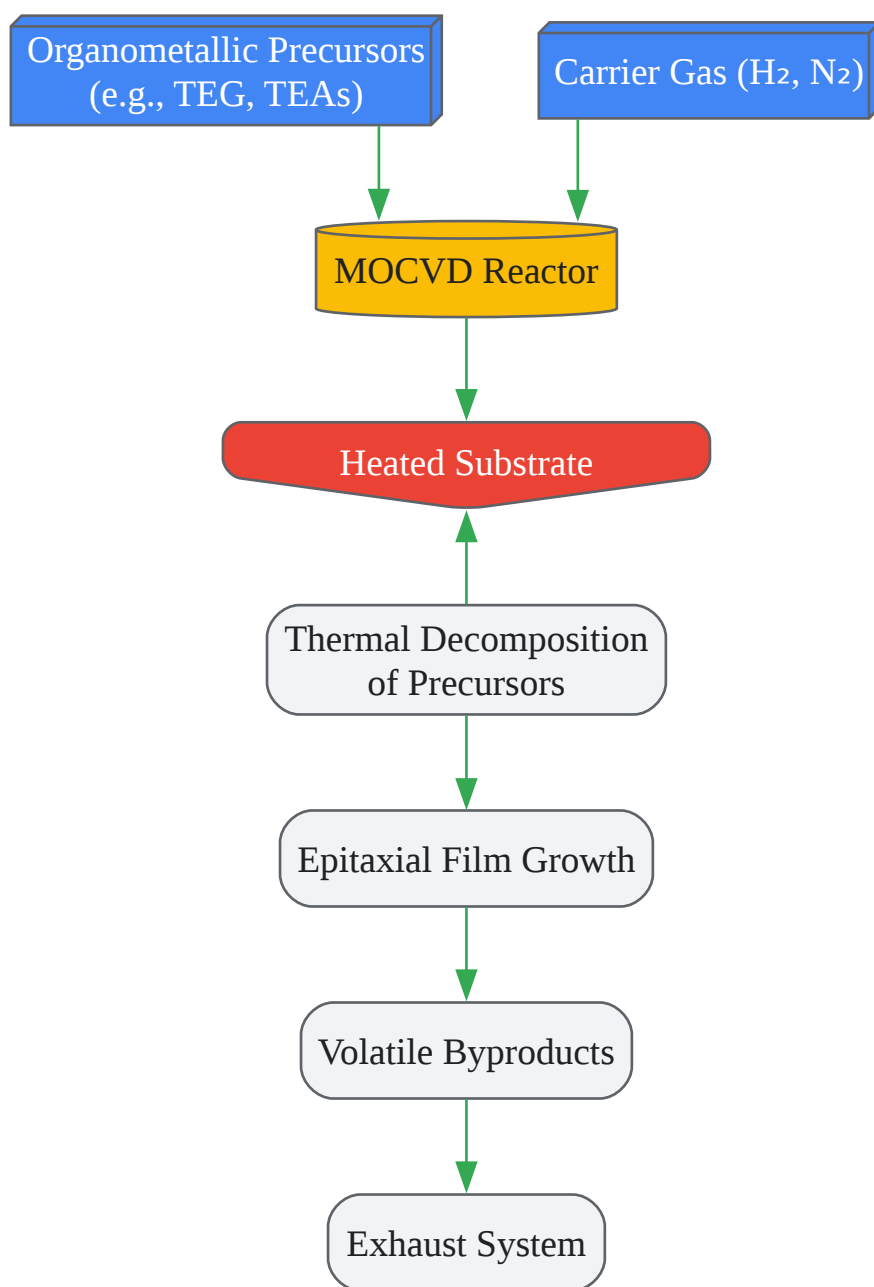 Organometallic Precursors
(e.g., TEG, TEAs)
Carrier Gas (H₂, N₂)
MOCVD Reactor
Heated Substrate
Thermal Decomposition
of Precursors
Epitaxial Film Growth
Volatile Byproducts
Exhaust System